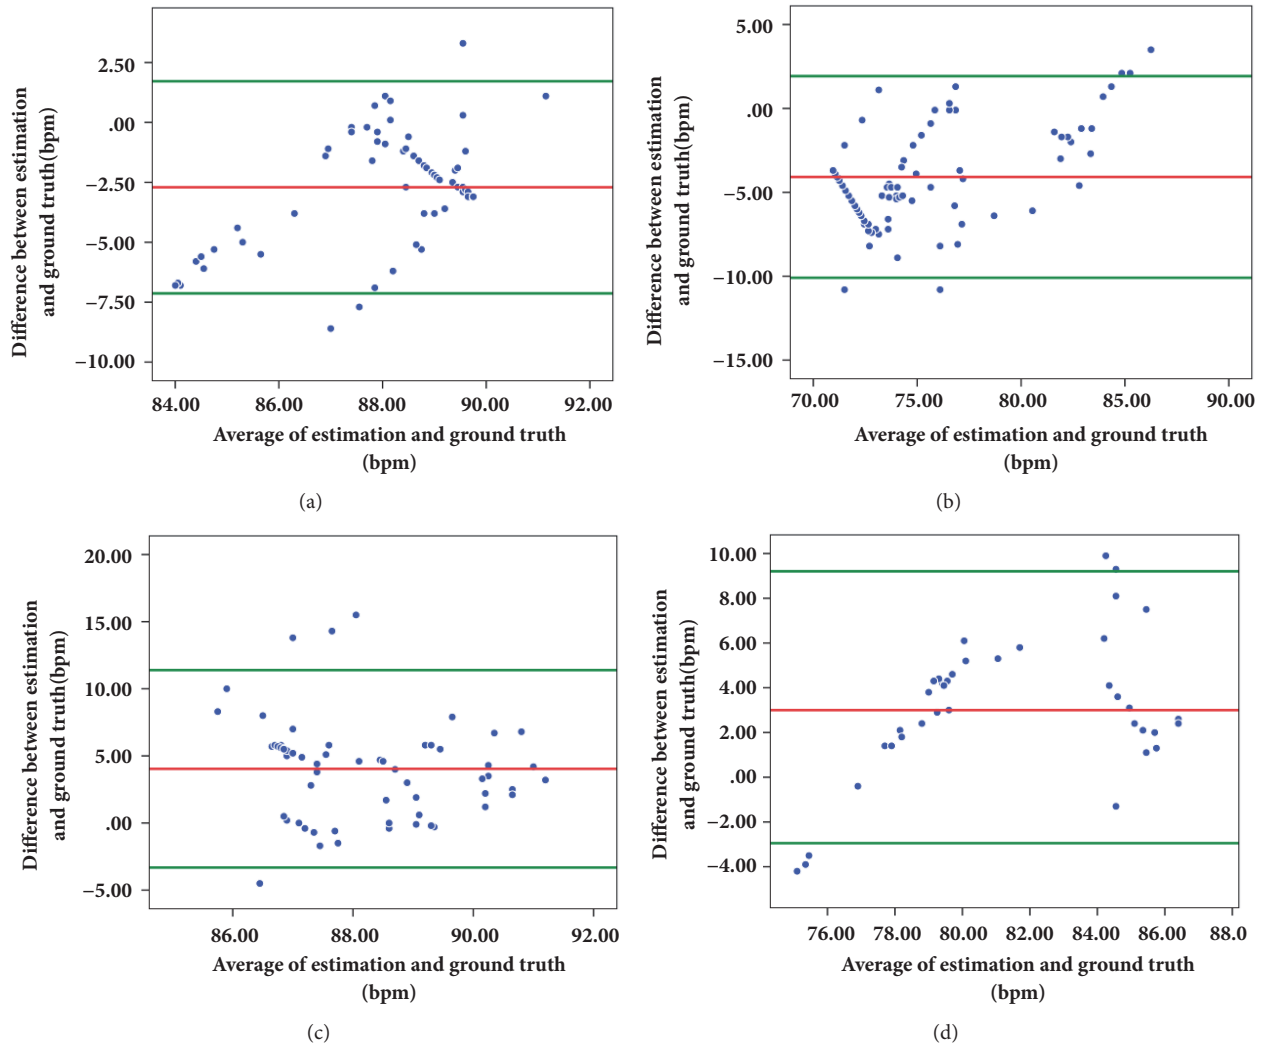 Difference between estimation
and ground truth(bpm)
2.50
.00
−2.50
−5.00
−7.50
−10.00
84.00 86.00 88.00 90.00 92.00
Average of estimation and ground truth
(bpm)
(a)
Difference between estimation
and ground truth(bpm)
5.00
.00
−5.00
−10.00
−15.00
70.00 75.00 80.00 85.00 90.00
Average of estimation and ground truth
(bpm)
(b)
Difference between estimation
and ground truth(bpm)
20.00
15.00
10.00
5.00
.00
−5.00
86.00 88.00 90.00 92.00
Average of estimation and ground truth
(bpm)
(c)
Difference between estimation
and ground truth(bpm)
10.00
8.00
6.00
4.00
2.00
.00
−2.00
−4.00
76.00 78.00 80.00 82.00 84.00 86.00 88.0
Average of estimation and ground truth
(bpm)
(d)